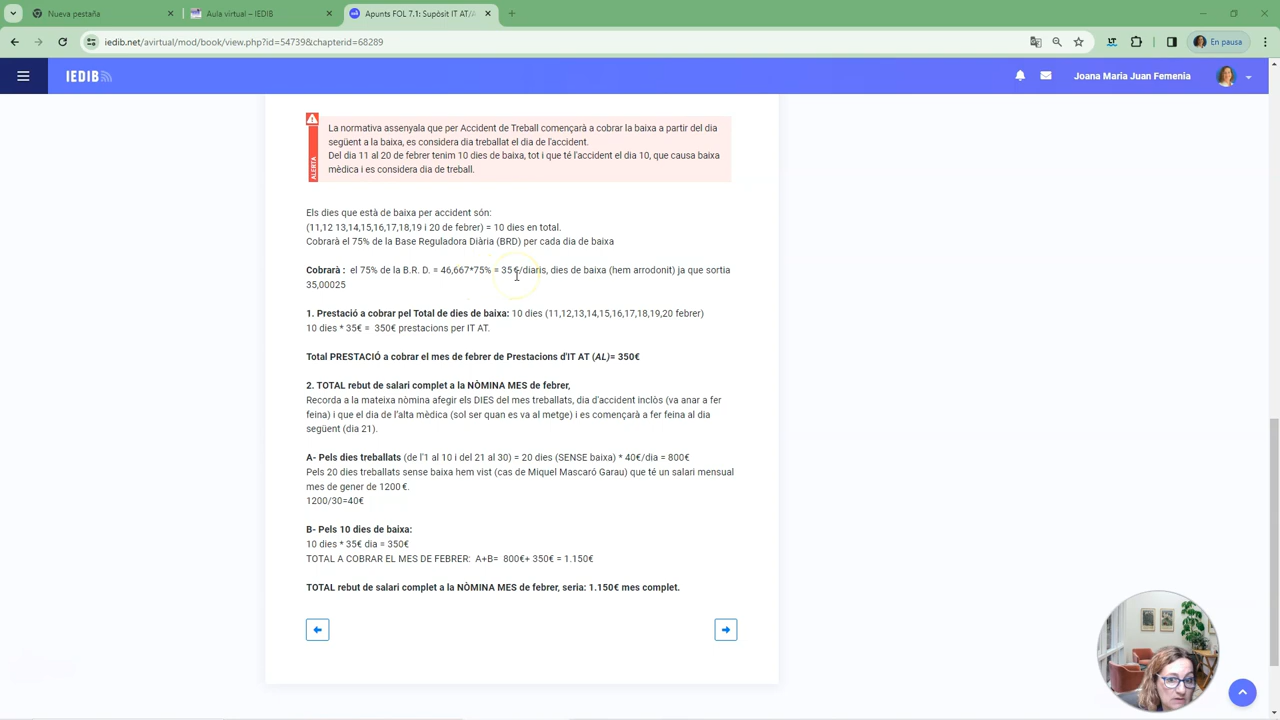 Nueva pestaña
Aula virtual – IEDIB
Apunts FOL 7.1: Supòsit IT AT/A
iedib.net/avirtual/mod/book/view.php?id=54739&chapterid=68289
En pausa
IEDIB
Joana Maria Juan Femenia
ALERTA
La normativa assenyala que per Accident de Treball començarà a cobrar la baixa a partir del dia
següent a la baixa, es considera dia treballat el dia de l'accident.
Del dia 11 al 20 de febrer tenim 10 dies de baixa, tot i que té l'accident el dia 10, que causa baixa
mèdica i es considera dia de treball.
Els dies que està de baixa per accident són:
(11,12 13,14,15,16,17,18,19 i 20 de febrer) = 10 dies en total.
Cobrarà el 75% de la Base Reguladora Diària (BRD) per cada dia de baixa
Cobrarà : el 75% de la B.R. D. = 46,667*75% = 35€/diaris, dies de baixa (hem arrodonit) ja que sortia
35,00025
1. Prestació a cobrar pel Total de dies de baixa: 10 dies (11,12,13,14,15,16,17,18,19,20 febrer)
10 dies * 35€ = 350€ prestacions per IT AT.
Total PRESTACIÓ a cobrar el mes de febrer de Prestacions d'IT AT (AL)= 350€
2. TOTAL rebut de salari complet a la NÒMINA MES de febrer,
Recorda a la mateixa nòmina afegir els DIES del mes treballats, dia d'accident inclòs (va anar a fer
feina) i que el dia de l'alta mèdica (sol ser quan es va al metge) i es començarà a fer feina al dia
següent (dia 21).
A- Pels dies treballats (de l'1 al 10 i del 21 al 30) = 20 dies (SENSE baixa) * 40€/dia = 800€
Pels 20 dies treballats sense baixa hem vist (cas de Miquel Mascaró Garau) que té un salari mensual
mes de gener de 1200 €.
1200/30=40€
B- Pels 10 dies de baixa:
10 dies * 35€ dia = 350€
TOTAL A COBRAR EL MES DE FEBRER: A+B= 800€+ 350€ = 1.150€
TOTAL rebut de salari complet a la NÒMINA MES de febrer, seria: 1.150€ mes complet.